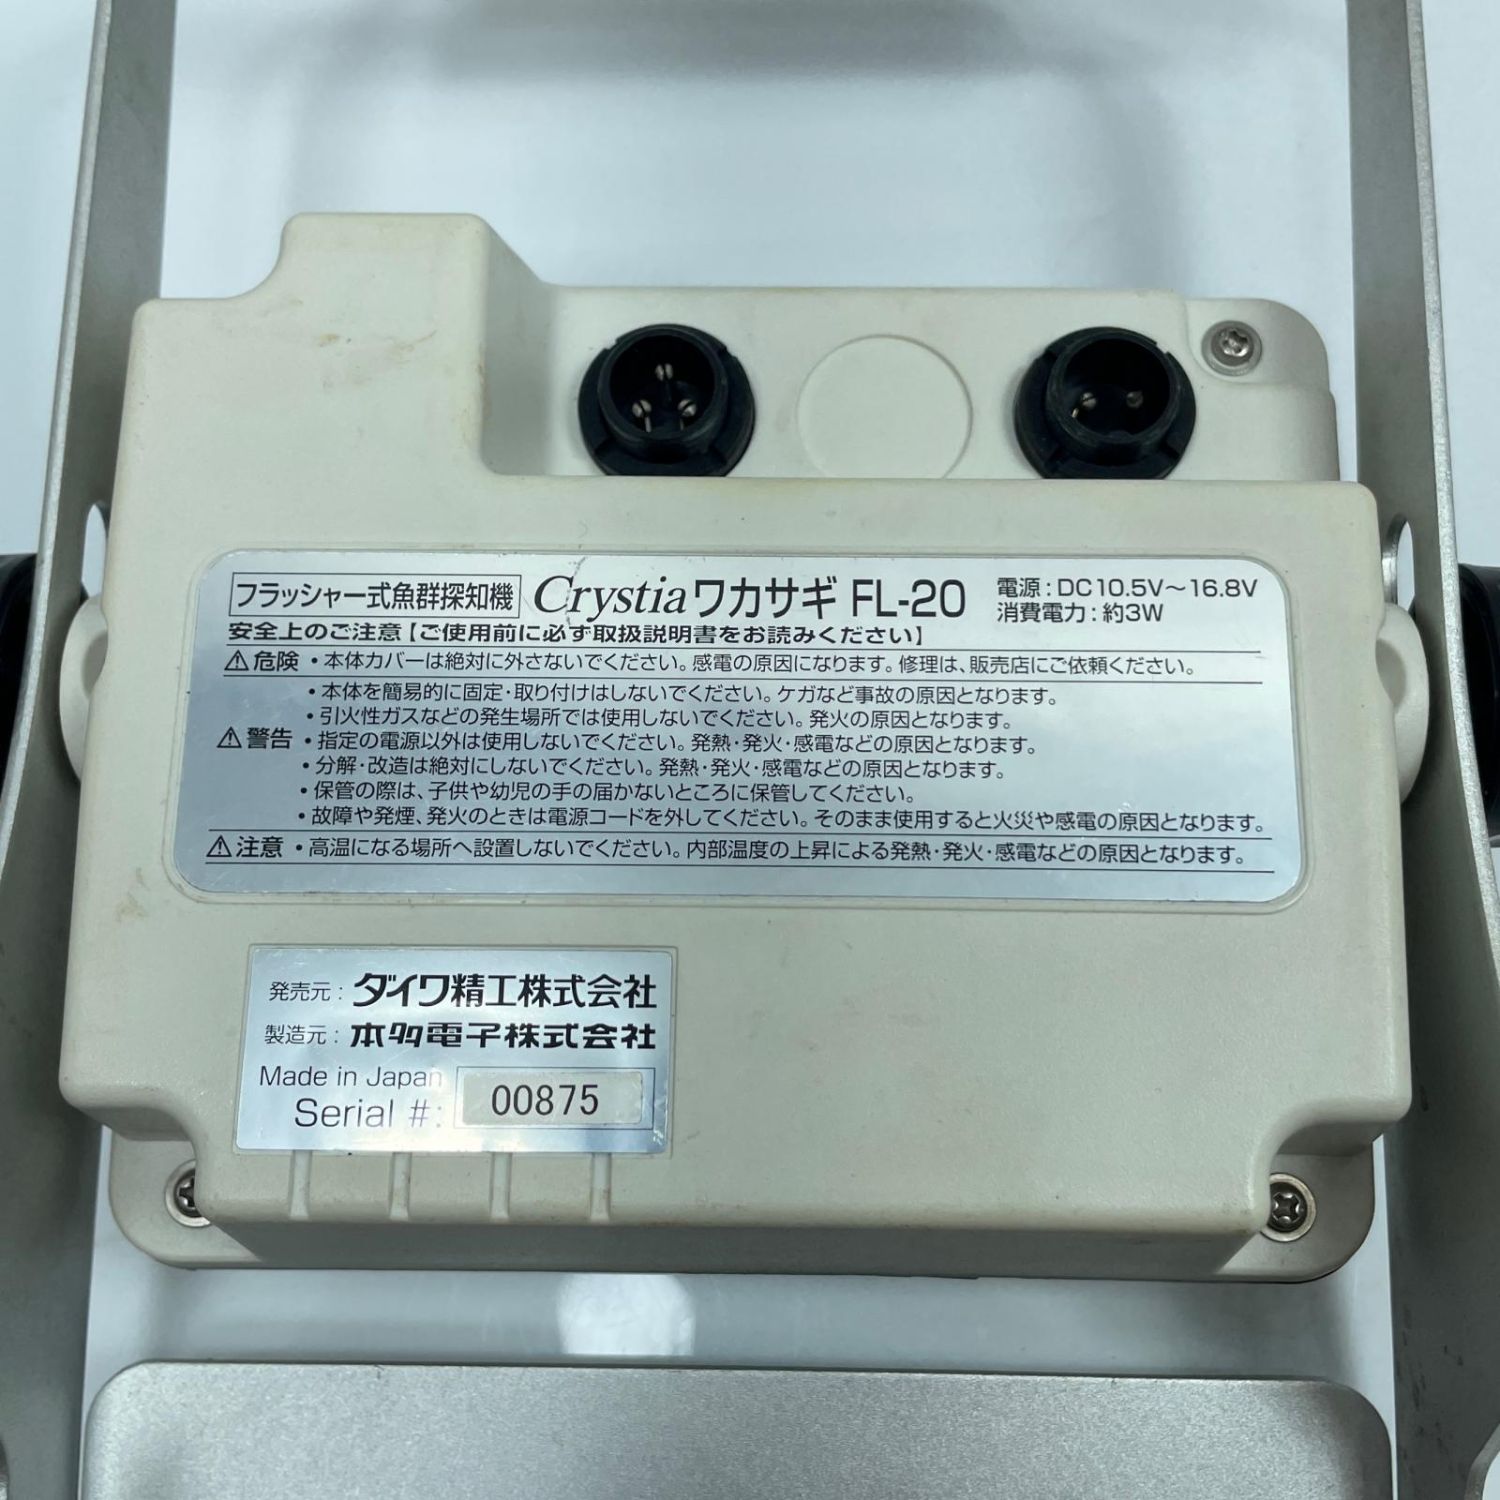 フラッシャー式魚群探知機 Crystiaワカサギ FL-20 電源:DC10.5V～16.8V
消費電力:約3W
安全上のご注意【ご使用前に必ず取扱説明書をお読みください】
⚠危険 ・本体カバーは絶対に外さないでください。感電の原因になります。修理は、販売店にご依頼ください。
・本体を簡易的に固定・取り付けはしないでください。ケガなど事故の原因となります。
・引火性ガスなどの発生場所では使用しないでください。発火の原因となります。
⚠警告 ・指定の電源以外は使用しないでください。発熱・発火・感電などの原因となります。
・分解・改造は絶対にしないでください。発熱・発火・感電などの原因となります。
・保管の際は、子供や幼児の手の届かないところに保管してください。
・故障や発煙、発火のときは電源コードを外してください。そのまま使用すると火災や感電の原因となります。
⚠注意 ・高温になる場所へ設置しないでください。内部温度の上昇による発熱・発火・感電などの原因となります。
発売元:ダイワ精工株式会社
製造元:本多電子株式会社
Made in Japan
Serial #: 00875